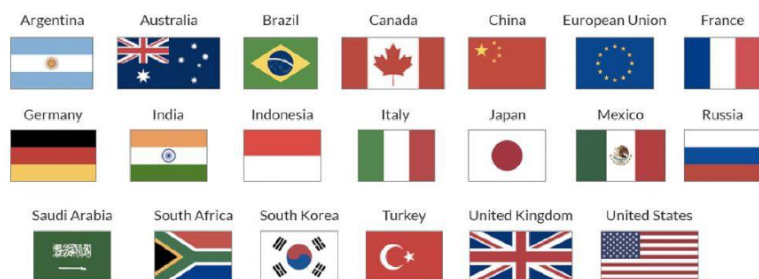 Argentina Australia Brazil Canada China European Union France
Germany India Indonesia Italy Japan Mexico Russia
Saudi Arabia South Africa South Korea Turkey United Kingdom United States